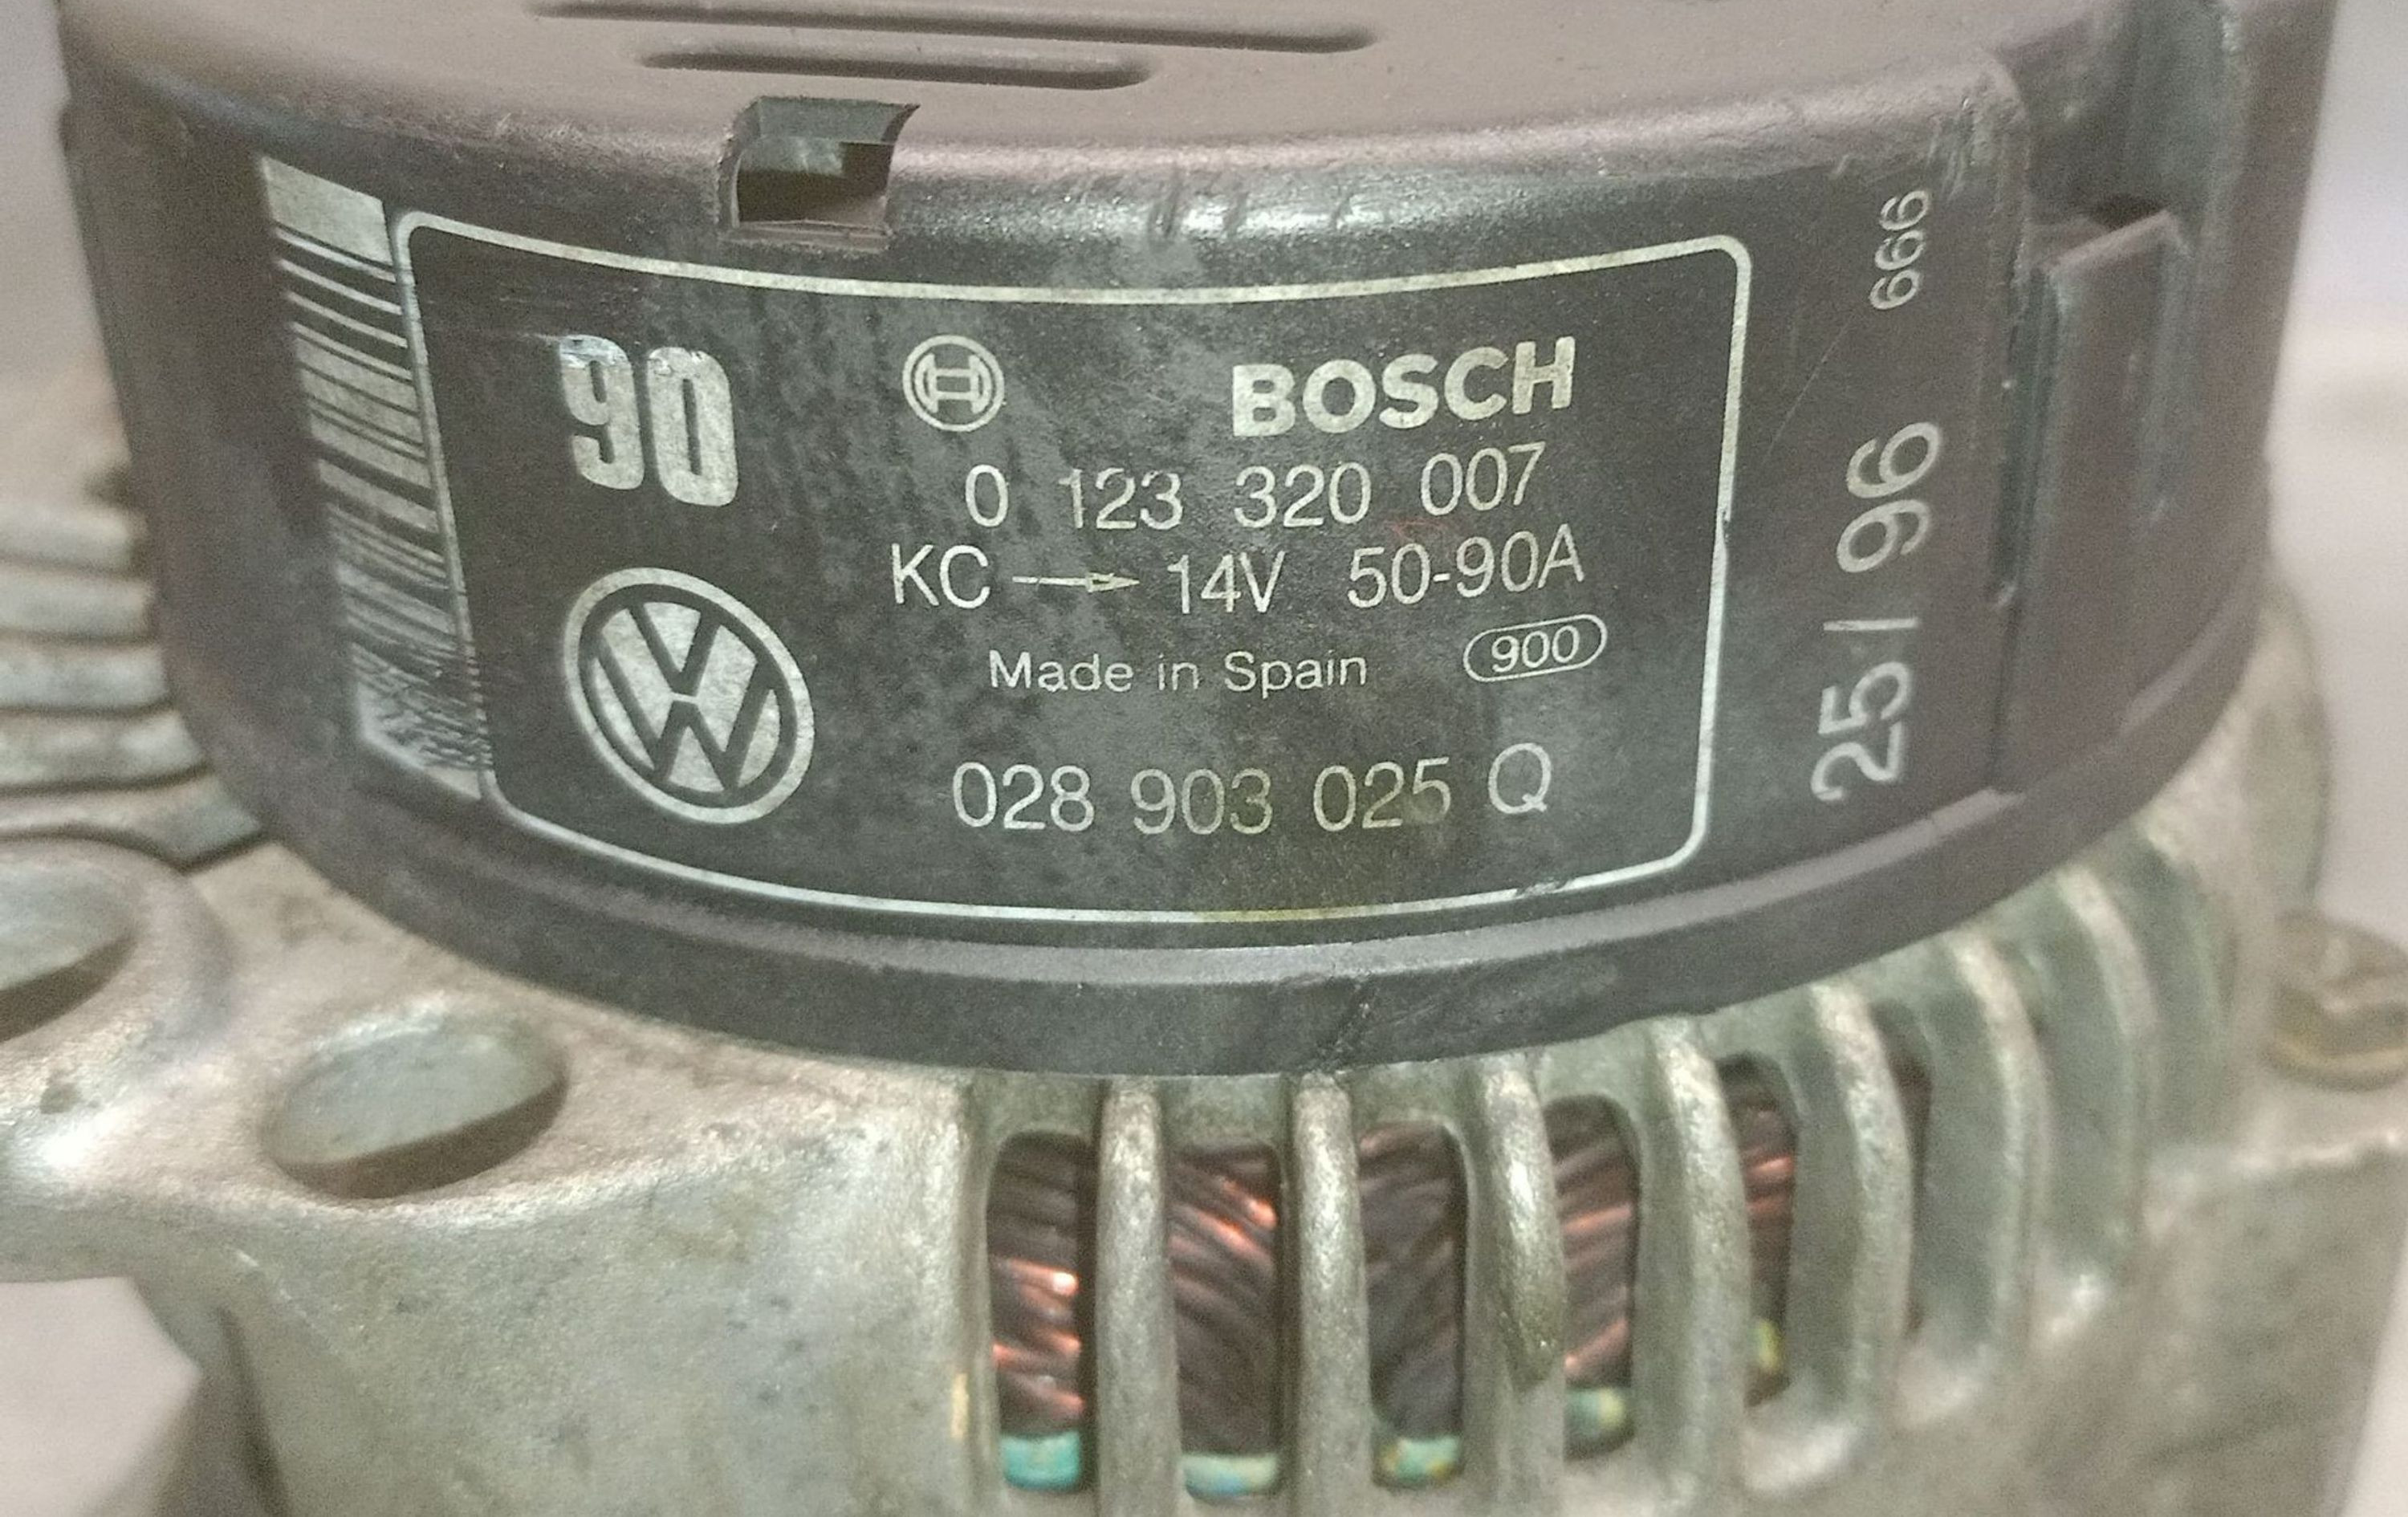 90
BOSCH
0 123 320 007
KC → 14V 50-90A
Made in Spain 900
028 903 025 Q
25/96 666